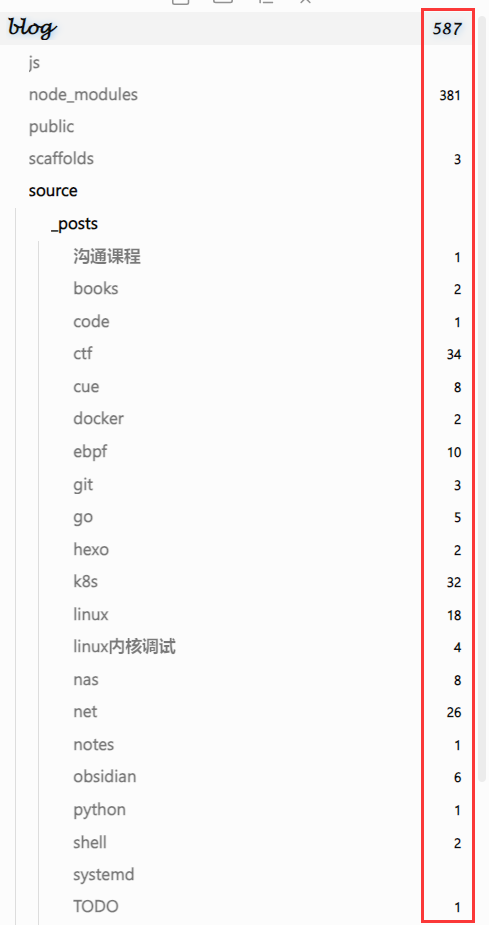 blog 587
js
node_modules 381
public
scaffolds 3
source
_posts
沟通课程 1
books 2
code 1
ctf 34
cue 8
docker 2
ebpf 10
git 3
go 5
hexo 2
k8s 32
linux 18
linux内核调试 4
nas 8
net 26
notes 1
obsidian 6
python 1
shell 2
systemd
TODO 1